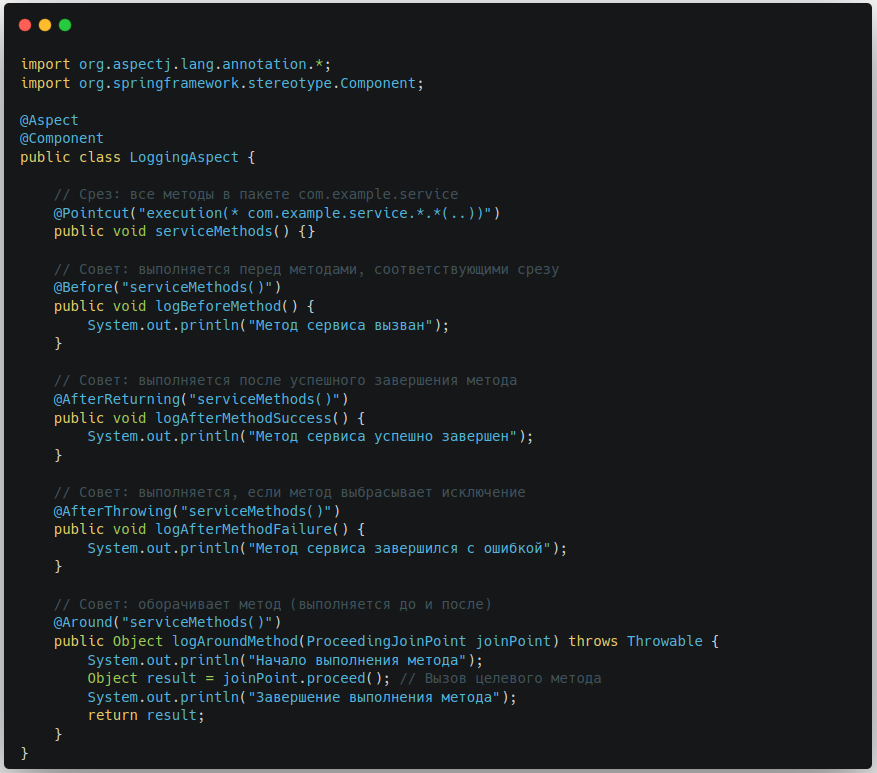 import org.aspectj.lang.annotation.*;
import org.springframework.stereotype.Component;

@Aspect
@Component
public class LoggingAspect {

    // Срез: все методы в пакете com.example.service
    @Pointcut("execution(* com.example.service.*.*(..))")
    public void serviceMethods() {}

    // Совет: выполняется перед методами, соответствующими срезу
    @Before("serviceMethods()")
    public void logBeforeMethod() {
        System.out.println("Метод сервиса вызван");
    }

    // Совет: выполняется после успешного завершения метода
    @AfterReturning("serviceMethods()")
    public void logAfterMethodSuccess() {
        System.out.println("Метод сервиса успешно завершен");
    }

    // Совет: выполняется, если метод выбрасывает исключение
    @AfterThrowing("serviceMethods()")
    public void logAfterMethodFailure() {
        System.out.println("Метод сервиса завершился с ошибкой");
    }

    // Совет: оборачивает метод (выполняется до и после)
    @Around("serviceMethods()")
    public Object logAroundMethod(ProceedingJoinPoint joinPoint) throws Throwable {
        System.out.println("Начало выполнения метода");
        Object result = joinPoint.proceed(); // Вызов целевого метода
        System.out.println("Завершение выполнения метода");
        return result;
    }
}